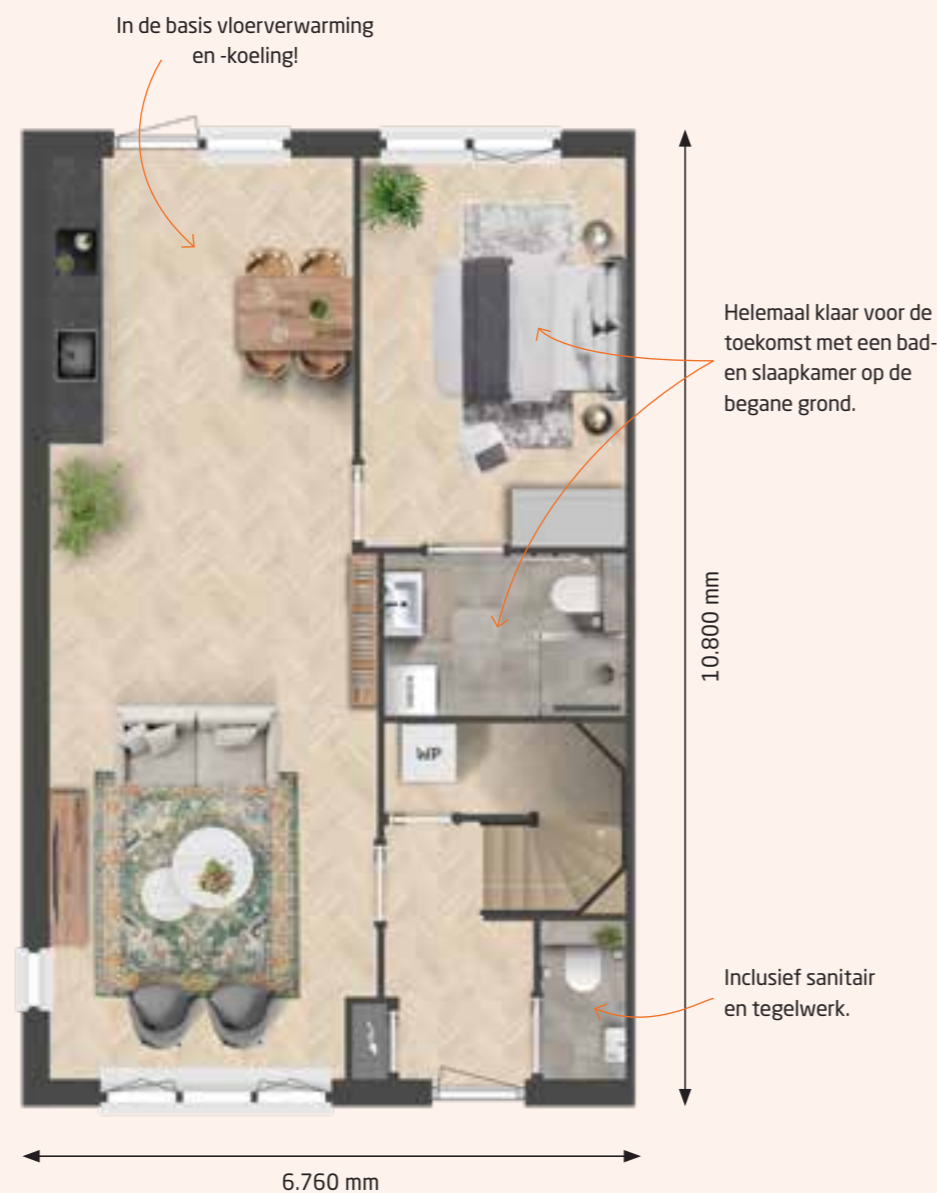 In de basis vloerverwarming
en -koeling!
Helemaal klaar voor de
toekomst met een bad-
en slaapkamer op de
begane grond.
10.800 mm
WP
Inclusief sanitair
en tegelwerk.
6.760 mm